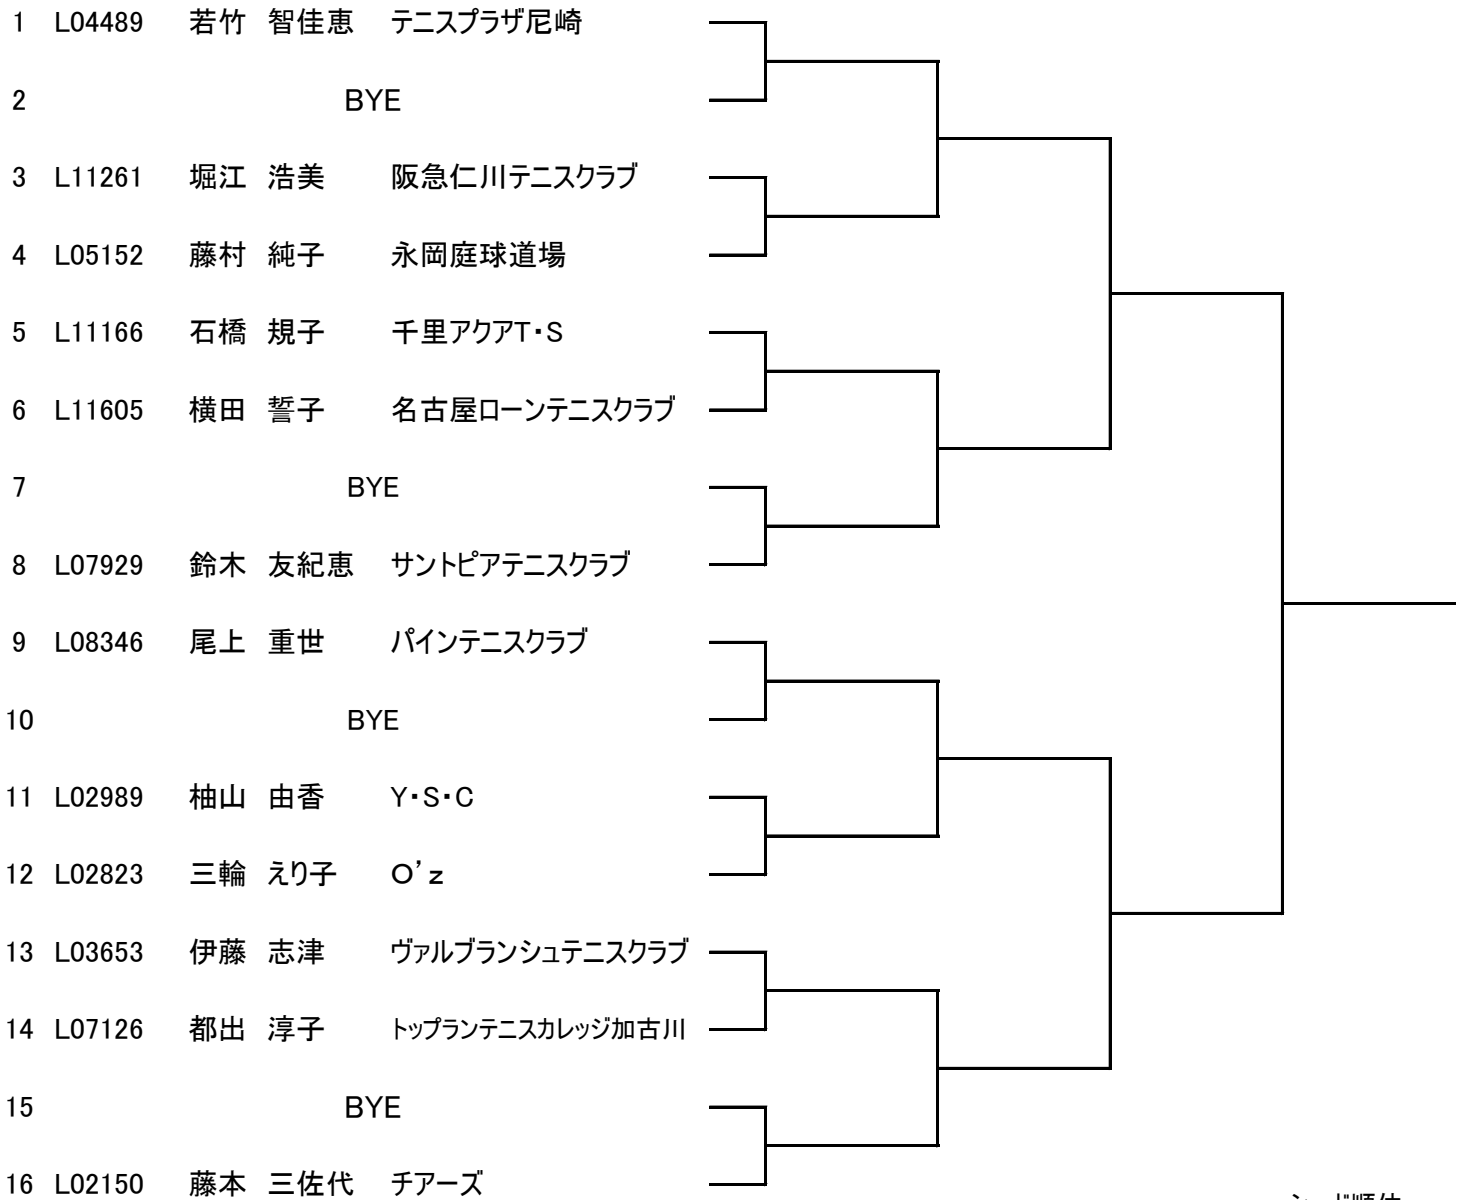 1 L04489 若竹 智佳恵 テニスプラザ尼崎
2 BYE
3 L11261 堀江 浩美 阪急仁川テニスクラブ
4 L05152 藤村 純子 永岡庭球道場
5 L11166 石橋 規子 千里アクアT・S
6 L11605 横田 誓子 名古屋ローンテニスクラブ
7 BYE
8 L07929 鈴木 友紀恵 サントピアテニスクラブ
9 L08346 尾上 重世 パインテニスクラブ
10 BYE
11 L02989 柚山 由香 Y・S・C
12 L02823 三輪 えり子 O’z
13 L03653 伊藤 志津 ヴァルブランシュテニスクラブ
14 L07126 都出 淳子 トップランテニスカレッジ加古川
15 BYE
16 L02150 藤本 三佐代 チアーズ
シード順位